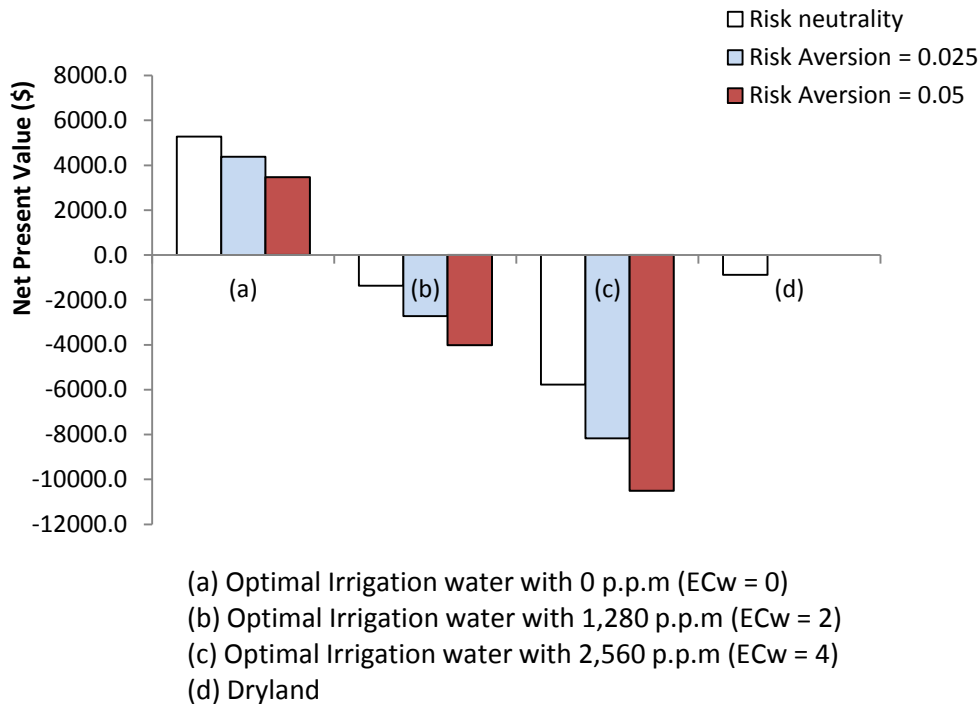 Risk neutrality
Risk Aversion = 0.025
Risk Aversion = 0.05
Net Present Value ($)
8000.0
6000.0
4000.0
2000.0
0.0
-2000.0
-4000.0
-6000.0
-8000.0
-10000.0
-12000.0
(a)
(b)
(c)
(d)
(a) Optimal Irrigation water with 0 p.p.m (ECw = 0)
(b) Optimal Irrigation water with 1,280 p.p.m (ECw = 2)
(c) Optimal Irrigation water with 2,560 p.p.m (ECw = 4)
(d) Dryland